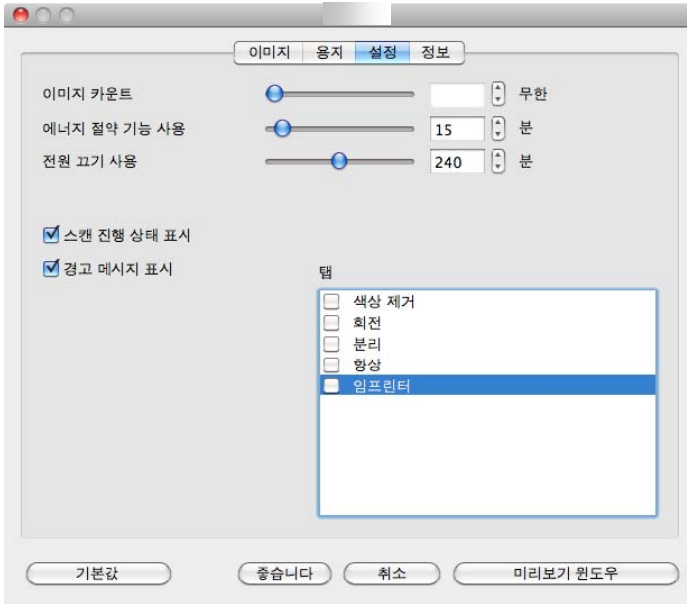 이미지 용지 설정 정보
이미지 카운트 무한
에너지 절약 기능 사용 15 분
전원 끄기 사용 240 분
스캔 진행 상태 표시
경고 메시지 표시
탭
색상 제거
회전
분리
향상
임프린터
기본값 좋습니다 취소 미리보기 윈도우